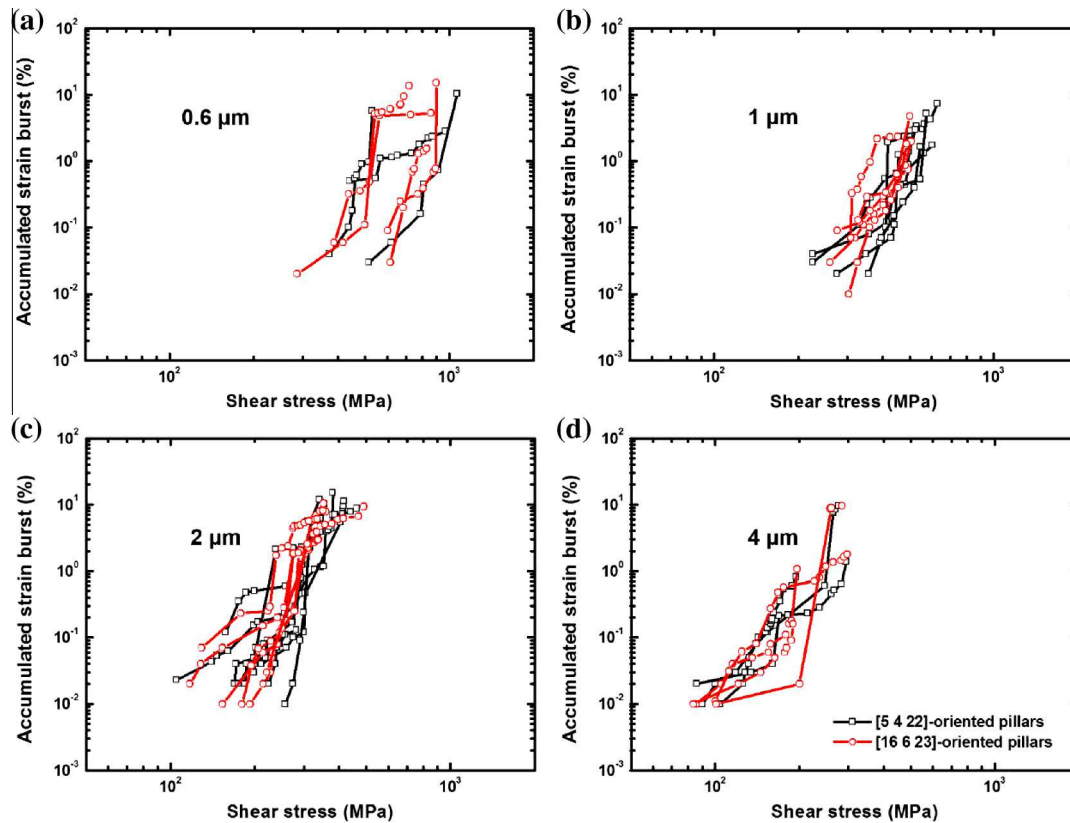 (a)
10²
10¹
10⁰
10⁻¹
10⁻²
10⁻³
Accumulated strain burst (%)
0.6 µm
10²
10³
Shear stress (MPa)
(b)
10²
10¹
10⁰
10⁻¹
10⁻²
10⁻³
Accumulated strain burst (%)
1 µm
10²
10³
Shear stress (MPa)
(c)
10²
10¹
10⁰
10⁻¹
10⁻²
10⁻³
Accumulated strain burst (%)
2 µm
10²
10³
Shear stress (MPa)
(d)
10²
10¹
10⁰
10⁻¹
10⁻²
10⁻³
Accumulated strain burst (%)
4 µm
[5 4 22]-oriented pillars
[16 6 23]-oriented pillars
10²
10³
Shear stress (MPa)